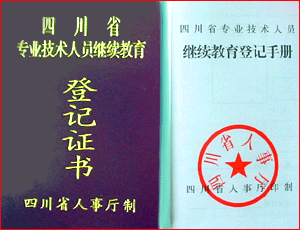 四川省
专业技术人员继续教育
登记证书
四川省人事厅制
四川省专业技术人员
继续教育登记手册
四川省人事厅
四川省人事厅印制